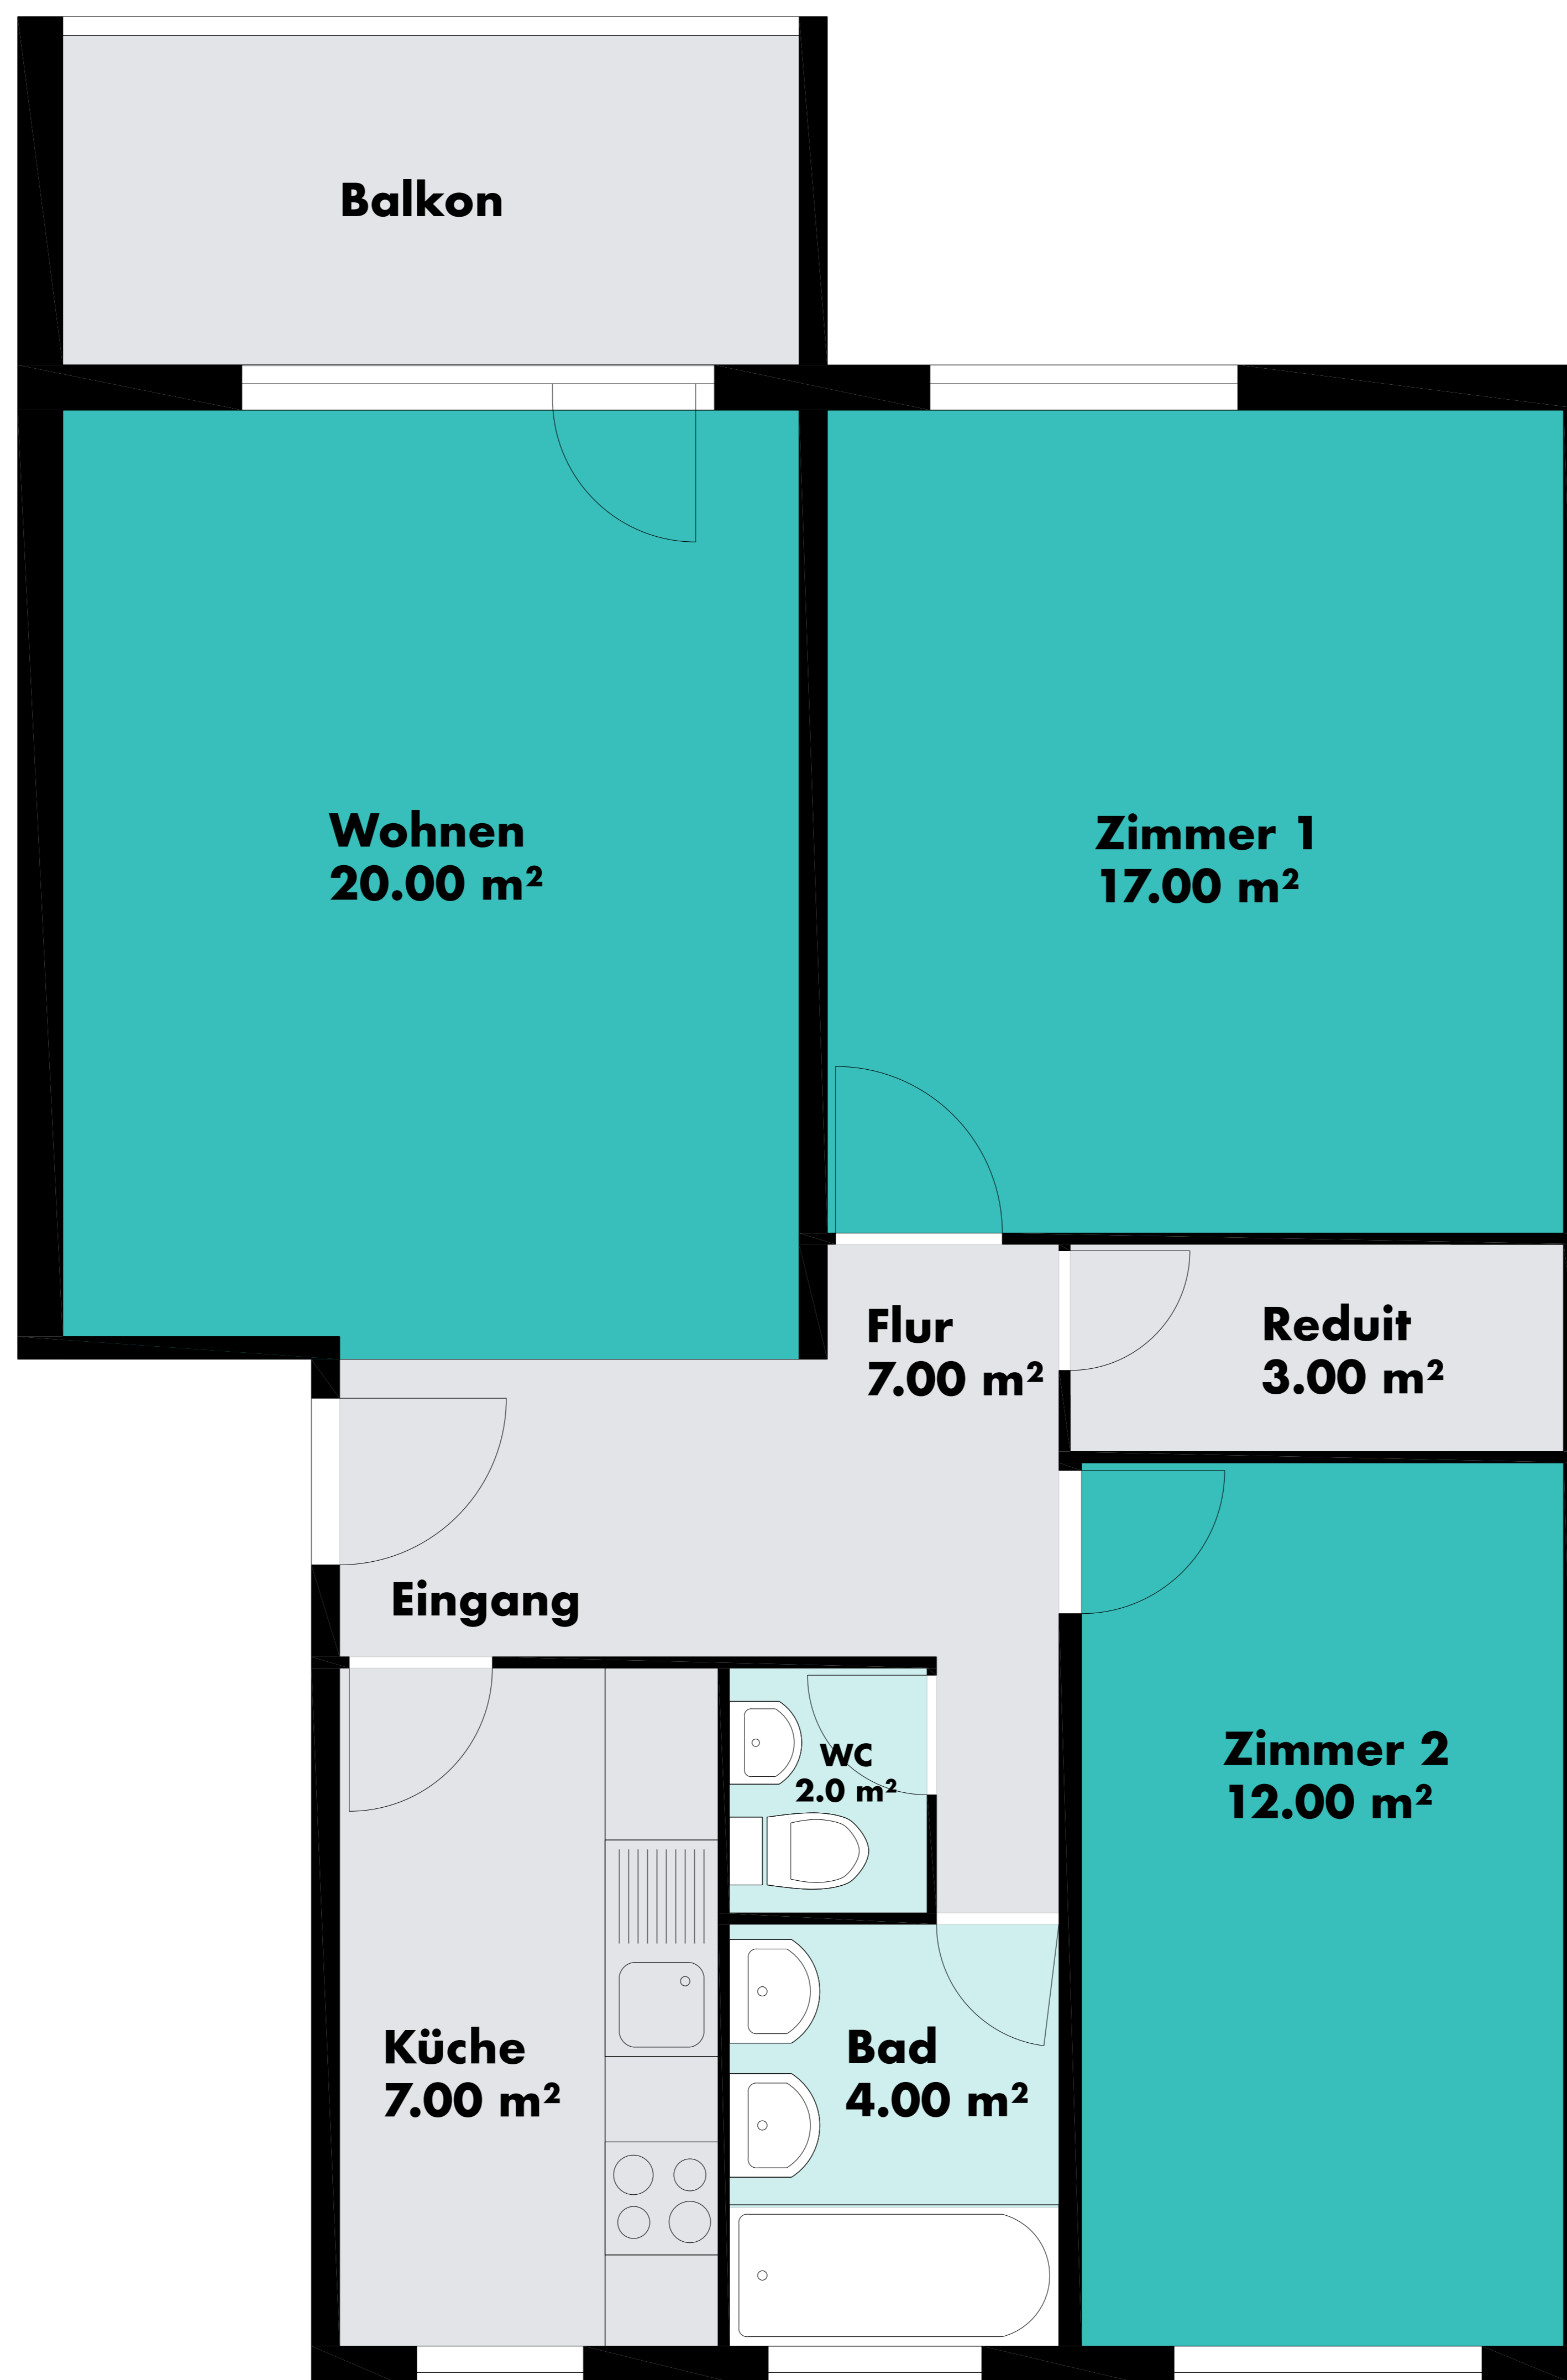 Balkon
Wohnen
20.00 m²
Zimmer 1
17.00 m²
Flur
7.00 m²
Reduit
3.00 m²
Eingang
WC
2.0 m²
Zimmer 2
12.00 m²
Küche
7.00 m²
Bad
4.00 m²